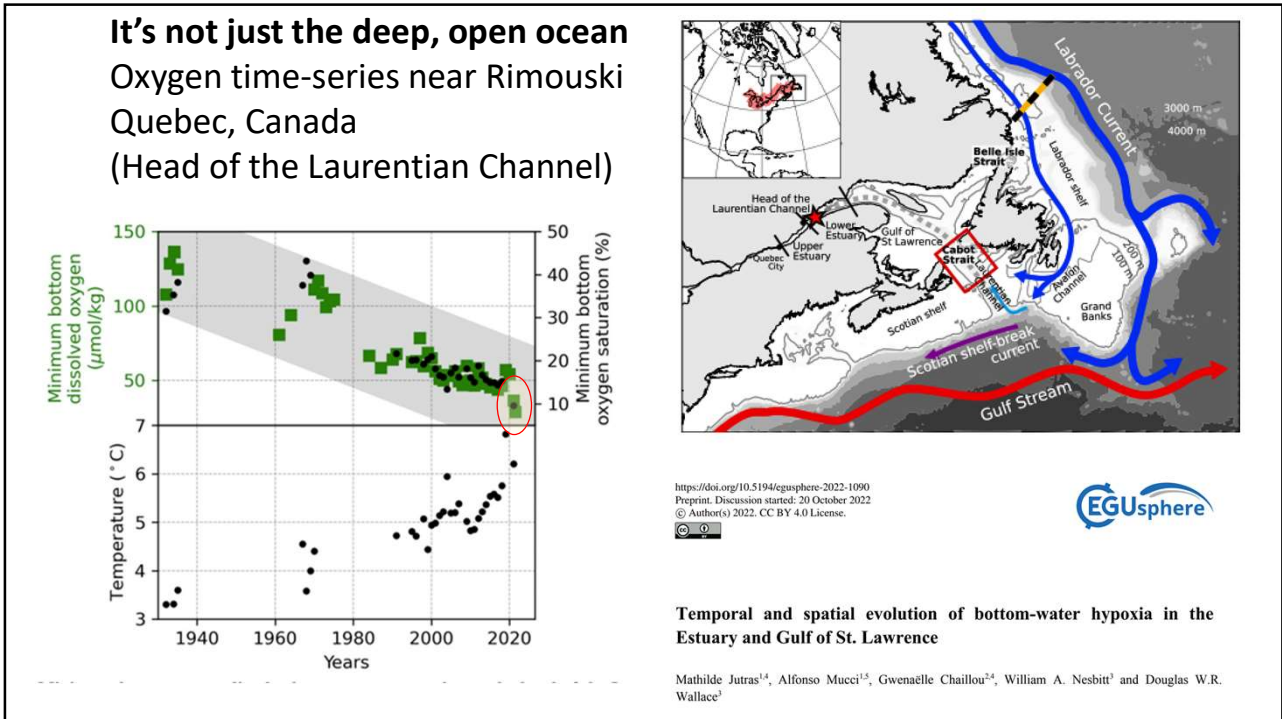 It's not just the deep, open ocean
Oxygen time-series near Rimouski
Quebec, Canada
(Head of the Laurentian Channel)
Minimum bottom
dissolved oxygen
(μmol/kg)
150
100
50
50
40
30
20
10
Minimum bottom
oxygen saturation (%)
Temperature (°C)
7
6
5
4
3
1940 1960 1980 2000 2020
Years
Labrador Current
3000 m
4000 m
Belle Isle
Strait
Labrador shelf
Head of the
Laurentian Channel
Lower
Estuary
Gulf of
St Lawrence
Upper
Estuary
Quebec
City
Cabot
Strait
Laurentian
Channel
Avalon
Channel
200 m
100 m
Grand
Banks
Scotian shelf
Scotian shelf-break
current
Gulf Stream
https://doi.org/10.5194/egusphere-2022-1090
Preprint. Discussion started: 20 October 2022
© Author(s) 2022. CC BY 4.0 License.
cc BY
EGUsphere
Temporal and spatial evolution of bottom-water hypoxia in the
Estuary and Gulf of St. Lawrence
Mathilde Jutras1,4, Alfonso Mucci1,5, Gwenaëlle Chaillou2,4, William A. Nesbitt3 and Douglas W.R.
Wallace3